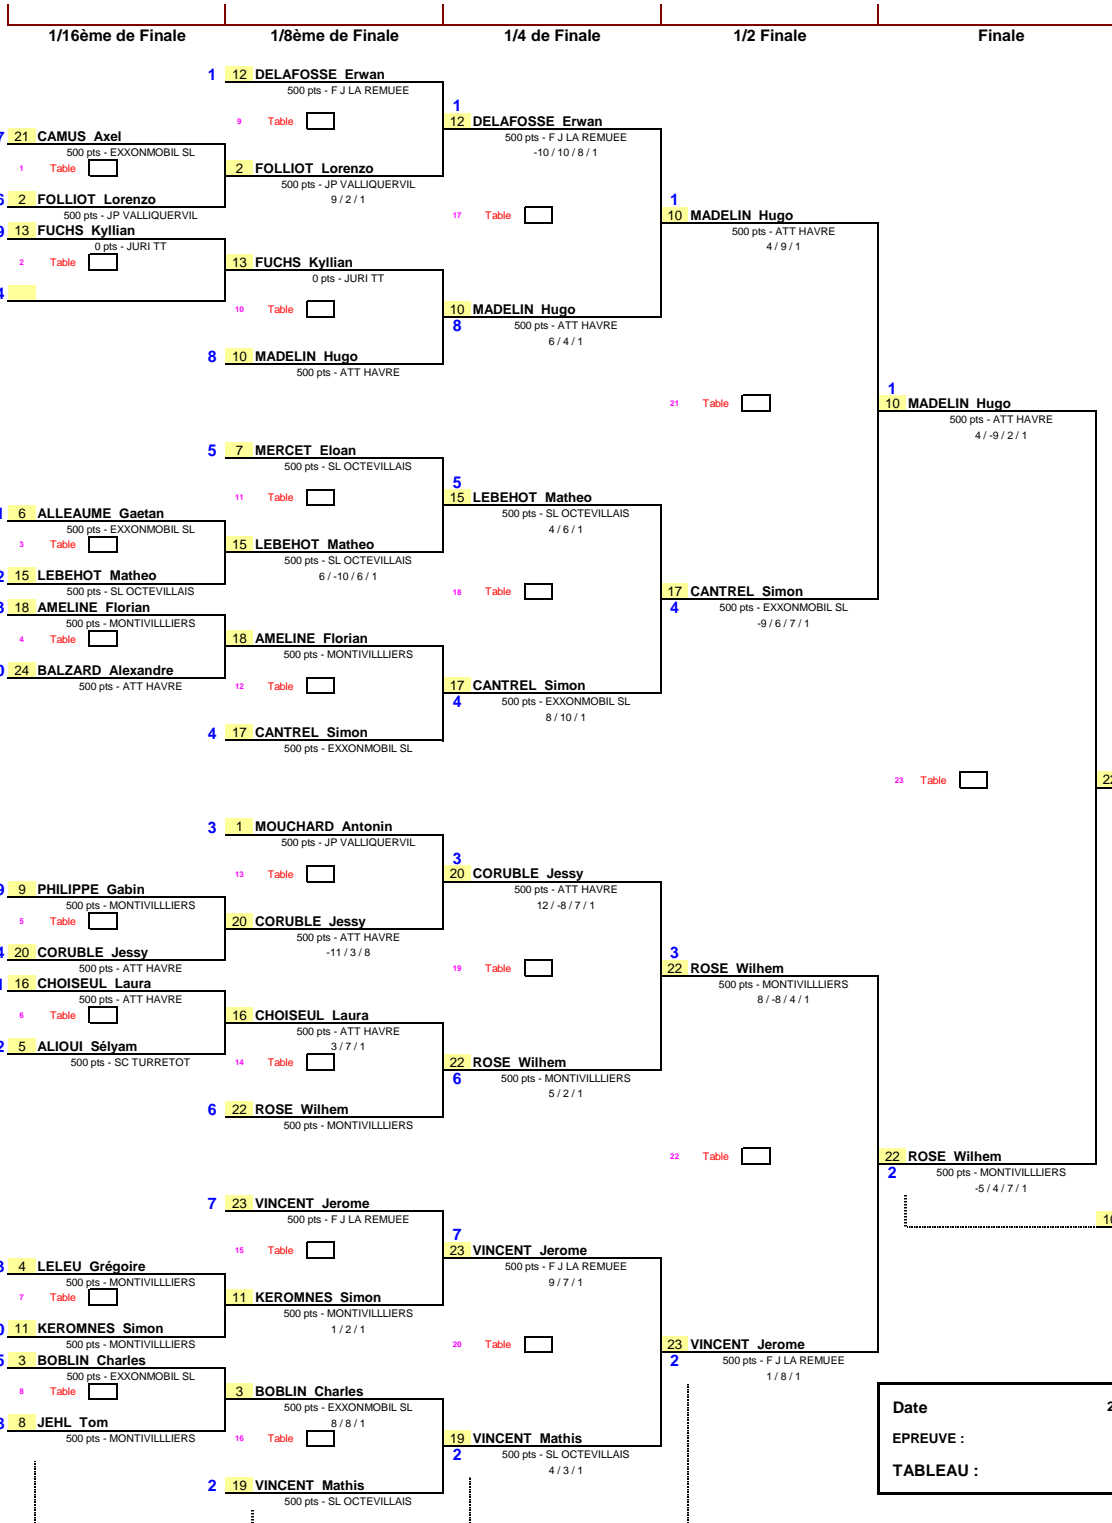 1/16ème de Finale
1/8ème de Finale
1/4 de Finale
1/2 Finale
Finale
1 12 DELAFOSSE Erwan
500 pts - F J LA REMUEE
9 Table
1
12 DELAFOSSE Erwan
500 pts - F J LA REMUEE
-10 / 10 / 8 / 1
7 21 CAMUS Axel
500 pts - EXXONMOBIL SL
1 Table
2 FOLLIOT Lorenzo
500 pts - JP VALLIQUERVIL
9 / 2 / 1
6 2 FOLLIOT Lorenzo
500 pts - JP VALLIQUERVIL
17 Table
1
10 MADELIN Hugo
500 pts - ATT HAVRE
4 / 9 / 1
9 13 FUCHS Kyllian
0 pts - JURI TT
2 Table
13 FUCHS Kyllian
0 pts - JURI TT
4
10 Table
10 MADELIN Hugo
8 500 pts - ATT HAVRE
6 / 4 / 1
8 10 MADELIN Hugo
500 pts - ATT HAVRE
21 Table
1
10 MADELIN Hugo
500 pts - ATT HAVRE
4 / -9 / 2 / 1
5 7 MERCET Eloan
500 pts - SL OCTEVILLAIS
11 Table
5
15 LEBEHOT Matheo
500 pts - SL OCTEVILLAIS
4 / 6 / 1
6 ALLEAUME Gaetan
500 pts - EXXONMOBIL SL
3 Table
15 LEBEHOT Matheo
500 pts - SL OCTEVILLAIS
6 / -10 / 6 / 1
2 15 LEBEHOT Matheo
500 pts - SL OCTEVILLAIS
18 Table
17 CANTREL Simon
4 500 pts - EXXONMOBIL SL
-9 / 6 / 7 / 1
3 18 AMELINE Florian
500 pts - MONTIVILLLIERS
4 Table
18 AMELINE Florian
500 pts - MONTIVILLLIERS
0 24 BALZARD Alexandre
500 pts - ATT HAVRE
12 Table
17 CANTREL Simon
4 500 pts - EXXONMOBIL SL
8 / 10 / 1
4 17 CANTREL Simon
500 pts - EXXONMOBIL SL
23 Table
22
3 1 MOUCHARD Antonin
500 pts - JP VALLIQUERVIL
13 Table
3
20 CORUBLE Jessy
500 pts - ATT HAVRE
12 / -8 / 7 / 1
9 9 PHILIPPE Gabin
500 pts - MONTIVILLLIERS
5 Table
20 CORUBLE Jessy
500 pts - ATT HAVRE
-11 / 3 / 8
4 20 CORUBLE Jessy
500 pts - ATT HAVRE
19 Table
3
22 ROSE Wilhem
500 pts - MONTIVILLLIERS
8 / -8 / 4 / 1
16 CHOISEUL Laura
500 pts - ATT HAVRE
6 Table
16 CHOISEUL Laura
500 pts - ATT HAVRE
3 / 7 / 1
2 5 ALIOUI Sélyam
500 pts - SC TURRETOT
14 Table
22 ROSE Wilhem
6 500 pts - MONTIVILLLIERS
5 / 2 / 1
6 22 ROSE Wilhem
500 pts - MONTIVILLLIERS
22 Table
22 ROSE Wilhem
2 500 pts - MONTIVILLLIERS
-5 / 4 / 7 / 1
10
7 23 VINCENT Jerome
500 pts - F J LA REMUEE
15 Table
7
23 VINCENT Jerome
500 pts - F J LA REMUEE
9 / 7 / 1
3 4 LELEU Grégoire
500 pts - MONTIVILLLIERS
7 Table
11 KEROMNES Simon
500 pts - MONTIVILLLIERS
1 / 2 / 1
0 11 KEROMNES Simon
500 pts - MONTIVILLLIERS
20 Table
23 VINCENT Jerome
2 500 pts - F J LA REMUEE
1 / 8 / 1
5 3 BOBLIN Charles
500 pts - EXXONMOBIL SL
8 Table
3 BOBLIN Charles
500 pts - EXXONMOBIL SL
8 / 8 / 1
3 8 JEHL Tom
500 pts - MONTIVILLLIERS
16 Table
19 VINCENT Mathis
2 500 pts - SL OCTEVILLAIS
4 / 3 / 1
2 19 VINCENT Mathis
500 pts - SL OCTEVILLAIS
Date 2
EPREUVE :
TABLEAU :